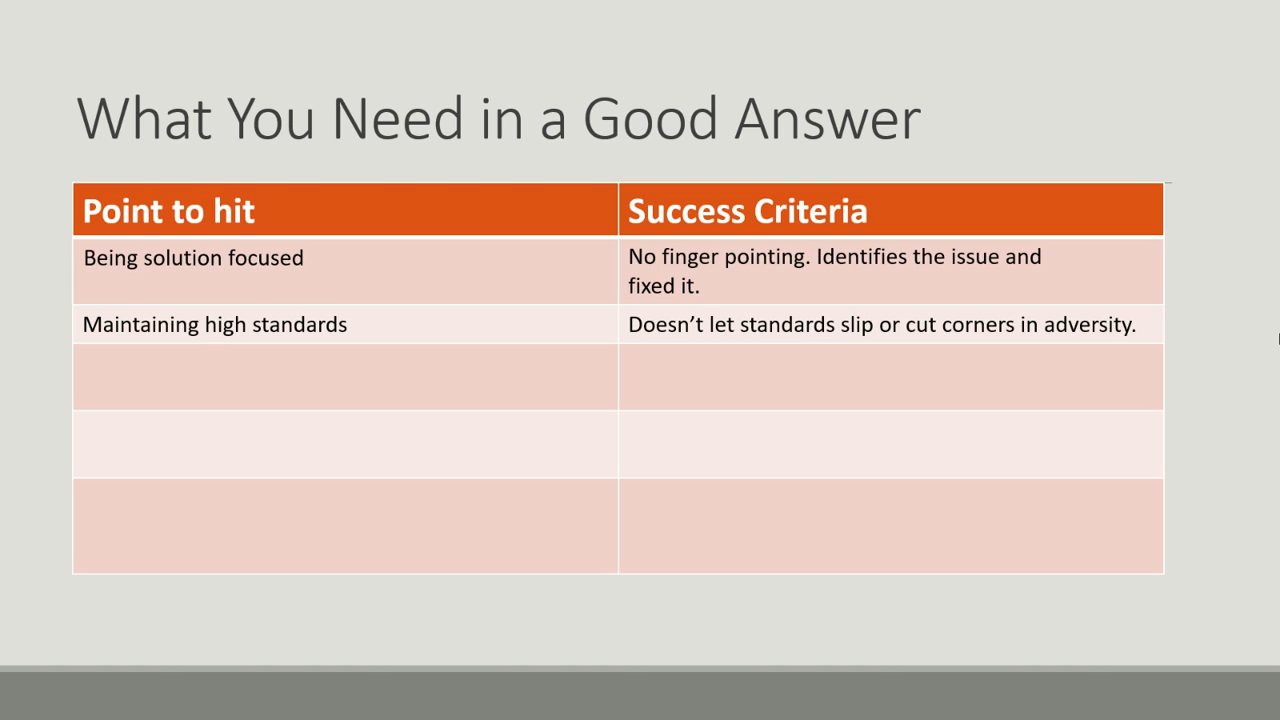 What You Need in a Good Answer
Point to hit
Success Criteria
Being solution focused
No finger pointing. Identifies the issue and
fixed it.
Maintaining high standards
Doesn’t let standards slip or cut corners in adversity.